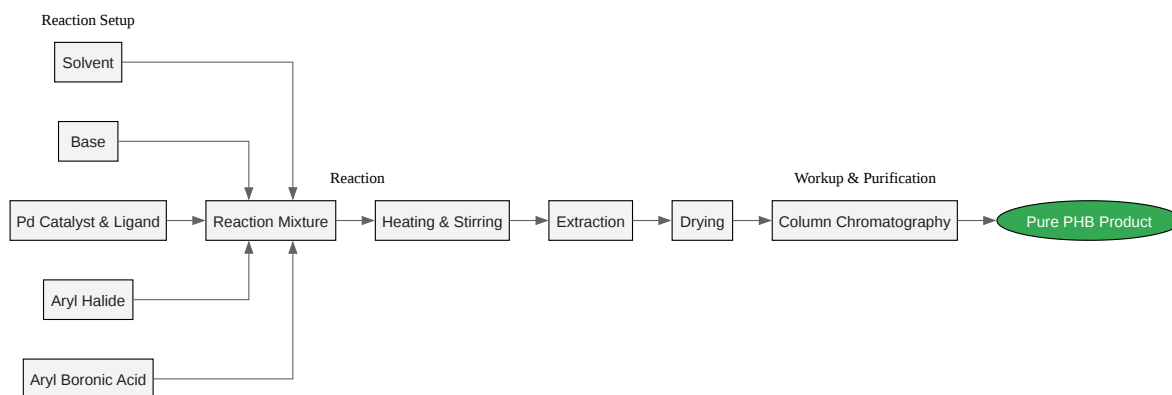 Reaction Setup
Solvent
Base
Reaction
Workup & Purification
Pd Catalyst & Ligand
Reaction Mixture
Heating & Stirring
Extraction
Drying
Column Chromatography
Pure PHB Product
Aryl Halide
Aryl Boronic Acid